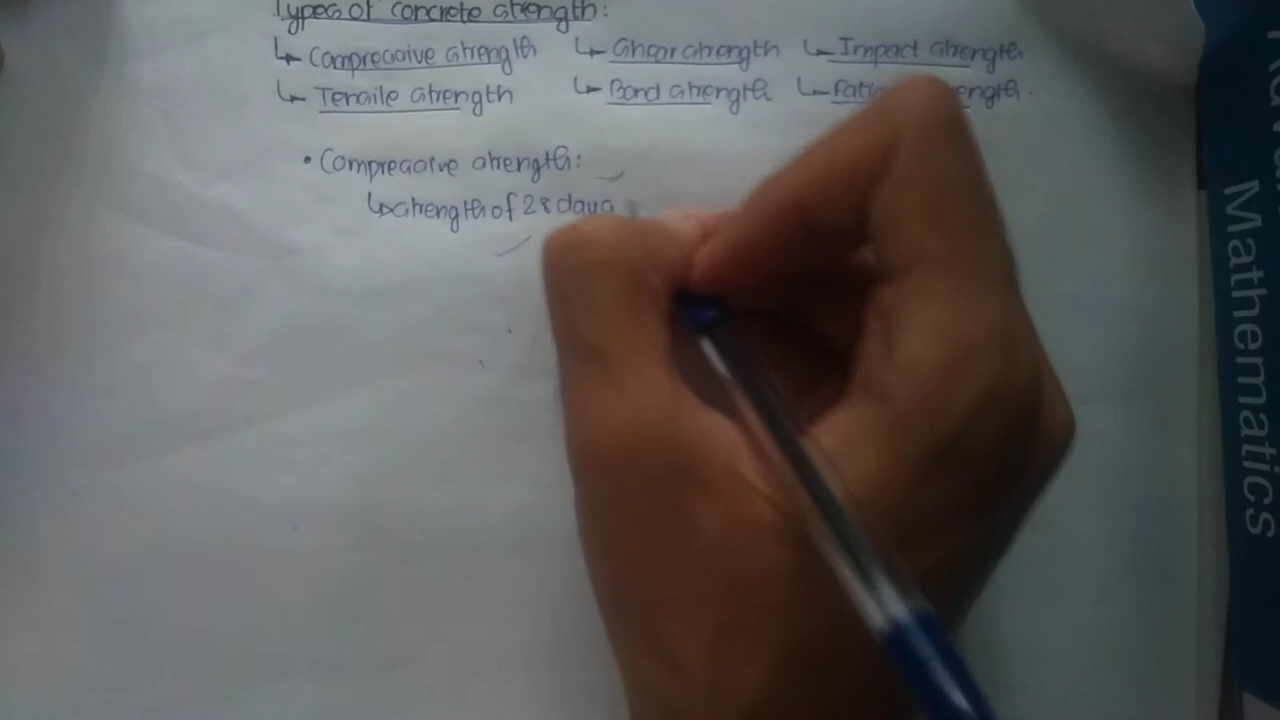 Types of concrete strength:
↳ Compressive strength ↳ Shear strength ↳ Impact strength
↳ Tensile strength ↳ Bond strength ↳
• Compressive strength:
↳ strength of 28 days
Mathematics